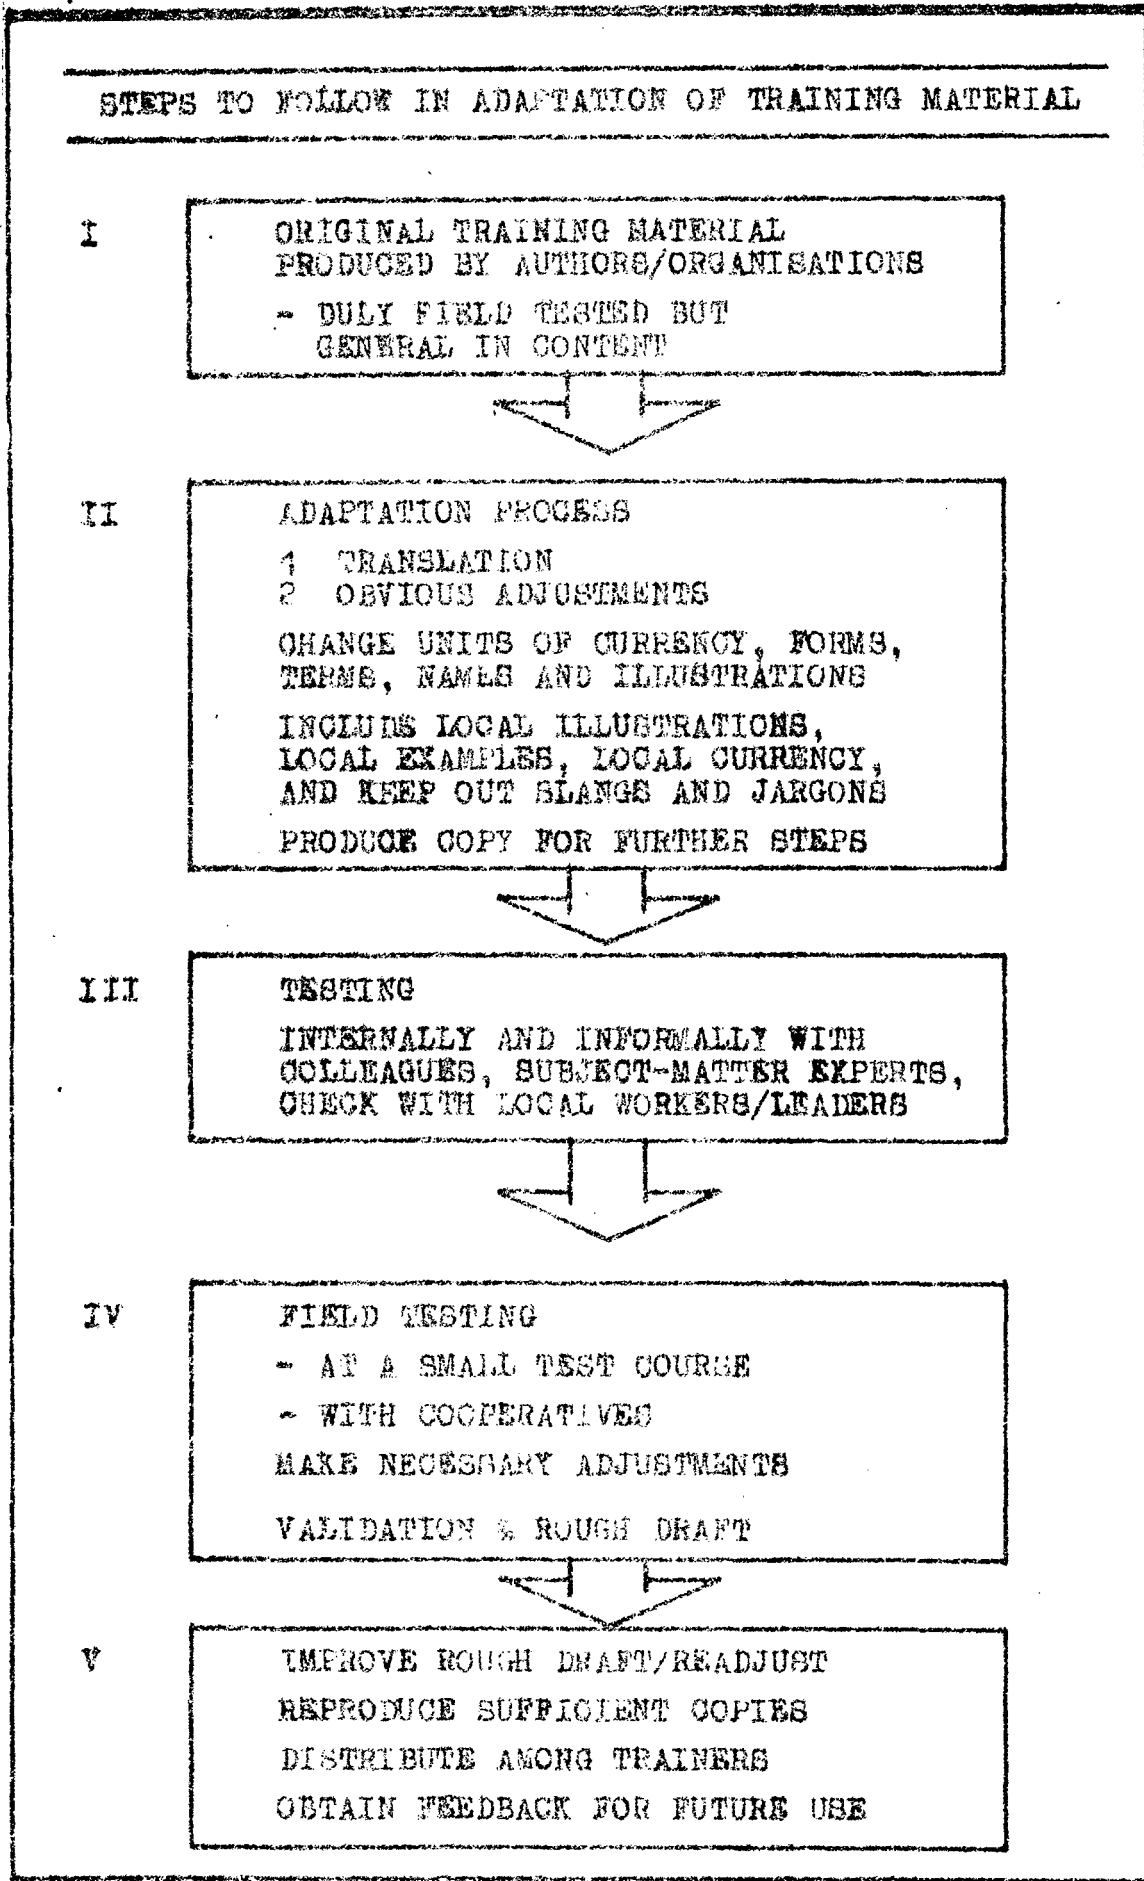 STEPS TO FOLLOW IN ADAPTATION OF TRAINING MATERIAL
I
ORIGINAL TRAINING MATERIAL
PRODUCED BY AUTHORS/ORGANISATIONS
- DULY FIELD TESTED BUT
GENERAL IN CONTENT
II
ADAPTATION PROCESS
1 TRANSLATION
2 OBVIOUS ADJUSTMENTS
CHANGE UNITS OF CURRENCY, FORMS,
TERMS, NAMES AND ILLUSTRATIONS
INCLUDE LOCAL ILLUSTRATIONS,
LOCAL EXAMPLES, LOCAL CURRENCY,
AND KEEP OUT SLANGS AND JARGONS
PRODUCE COPY FOR FURTHER STEPS
III
TESTING
INTERNALLY AND INFORMALLY WITH
COLLEAGUES, SUBJECT-MATTER EXPERTS,
CHECK WITH LOCAL WORKERS/LEADERS
IV
FIELD TESTING
- AT A SMALL TEST COURSE
- WITH COOPERATIVES
MAKE NECESSARY ADJUSTMENTS
VALIDATION & ROUGH DRAFT
V
IMPROVE ROUGH DRAFT/READJUST
REPRODUCE SUFFICIENT COPIES
DISTRIBUTE AMONG TRAINERS
OBTAIN FEEDBACK FOR FUTURE USE